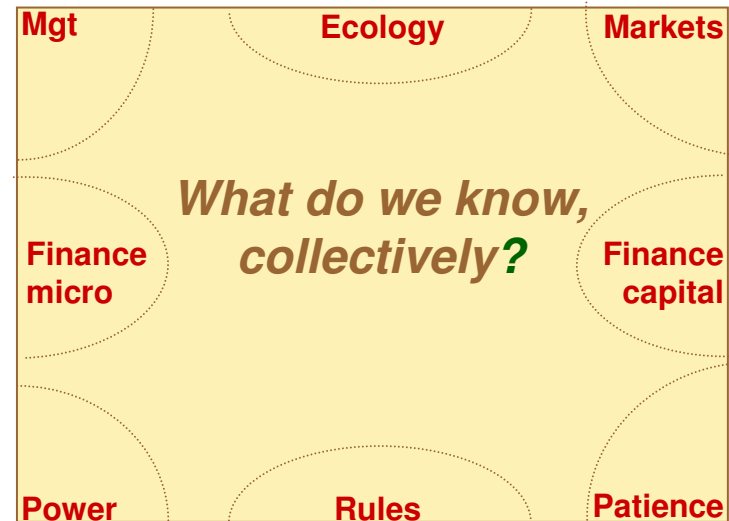 Mgt
Ecology
Markets
What do we know,
collectively?
Finance
micro
Finance
capital
Power
Rules
Patience